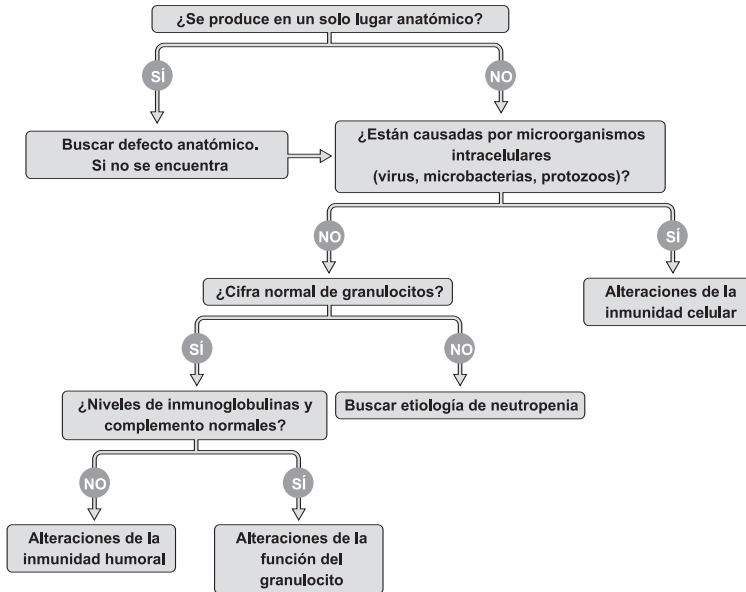 ¿Se produce en un solo lugar anatómico?
SÍ
NO
Buscar defecto anatómico.
Si no se encuentra
¿Están causadas por microorganismos
intracelulares
(virus, microbacterias, protozoos)?
NO
SÍ
¿Cifra normal de granulocitos?
Alteraciones de la
inmunidad celular
SÍ
NO
¿Niveles de inmunoglobulinas y
complemento normales?
Buscar etiología de neutropenia
NO
SÍ
Alteraciones de la
inmunidad humoral
Alteraciones de la
función del
granulocito